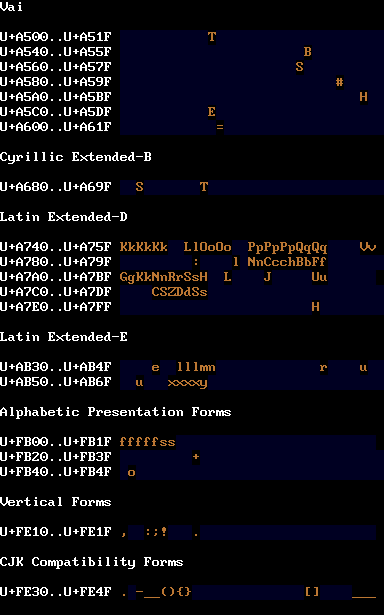 Vai
U+A500..U+A51F            T
U+A540..U+A55F                        B
U+A560..U+A57F                       S
U+A580..U+A59F                            #
U+A5A0..U+A5BF                               H
U+A5C0..U+A5DF            E
U+A600..U+A61F             =
Cyrillic Extended-B
U+A680..U+A69F   S       T
Latin Extended-D
U+A740..U+A75F KkKkKk  LlOoOo  PpPpPpQqQq    Vv
U+A780..U+A79F          :    l NnCcchBbFf
U+A7A0..U+A7BF GgKkNnRrSsH  L    J     Uu
U+A7C0..U+A7DF     CSZDdSs
U+A7E0..U+A7FF                         H
Latin Extended-E
U+AB30..U+AB4F     e  lllmn             r    u
U+AB50..U+AB6F   u   xxxxy
Alphabetic Presentation Forms
U+FB00..U+FB1F fffffss
U+FB20..U+FB3F          +
U+FB40..U+FB4F  o
Vertical Forms
U+FE10..U+FE1F ,  :;!   .
CJK Compatibility Forms
U+FE30..U+FE4F . -__(){}              []    ___